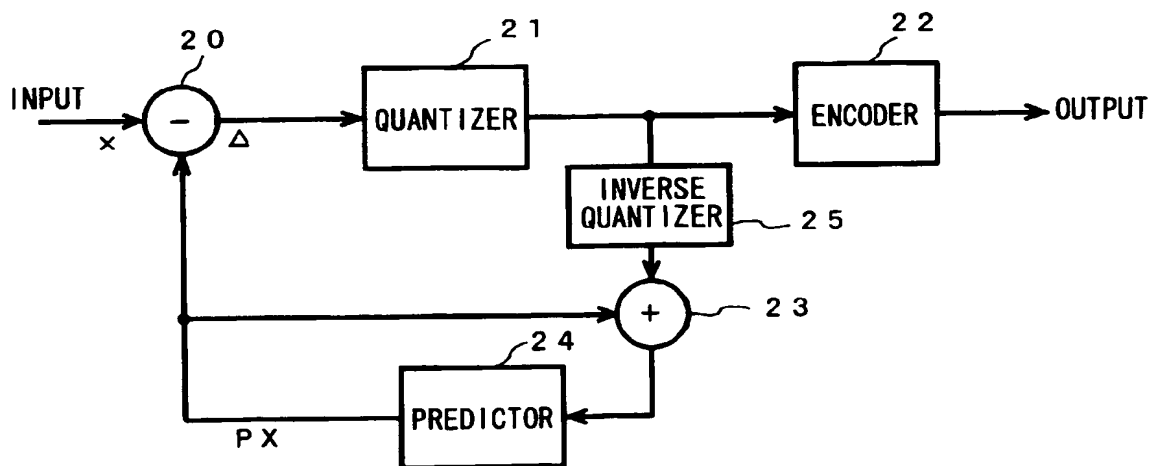 20
21
22
INPUT
x
−
Δ
QUANTIZER
ENCODER
OUTPUT
INVERSE
QUANTIZER
25
+
23
24
PREDICTOR
PX